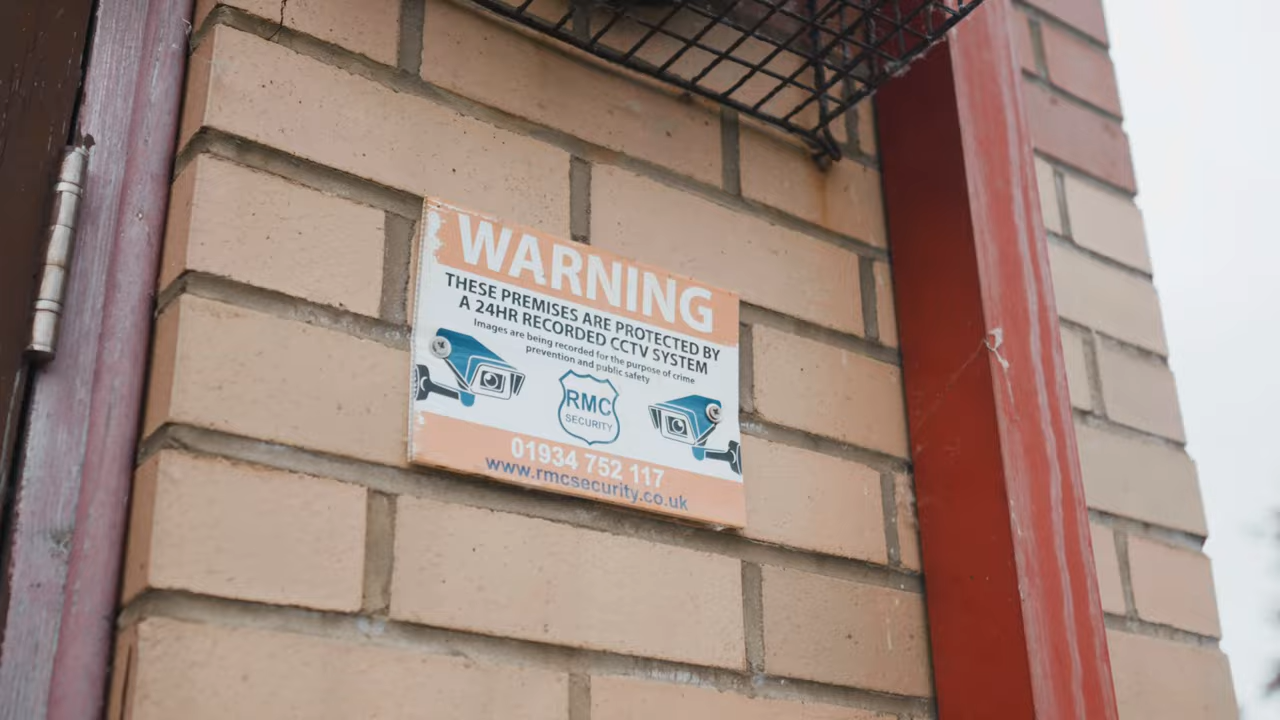 WARNING
THESE PREMISES ARE PROTECTED BY
A 24HR RECORDED CCTV SYSTEM
Images are being recorded for the purpose of crime
prevention and public safety
RMC
SECURITY
01934 752 117
www.rmcsecurity.co.uk